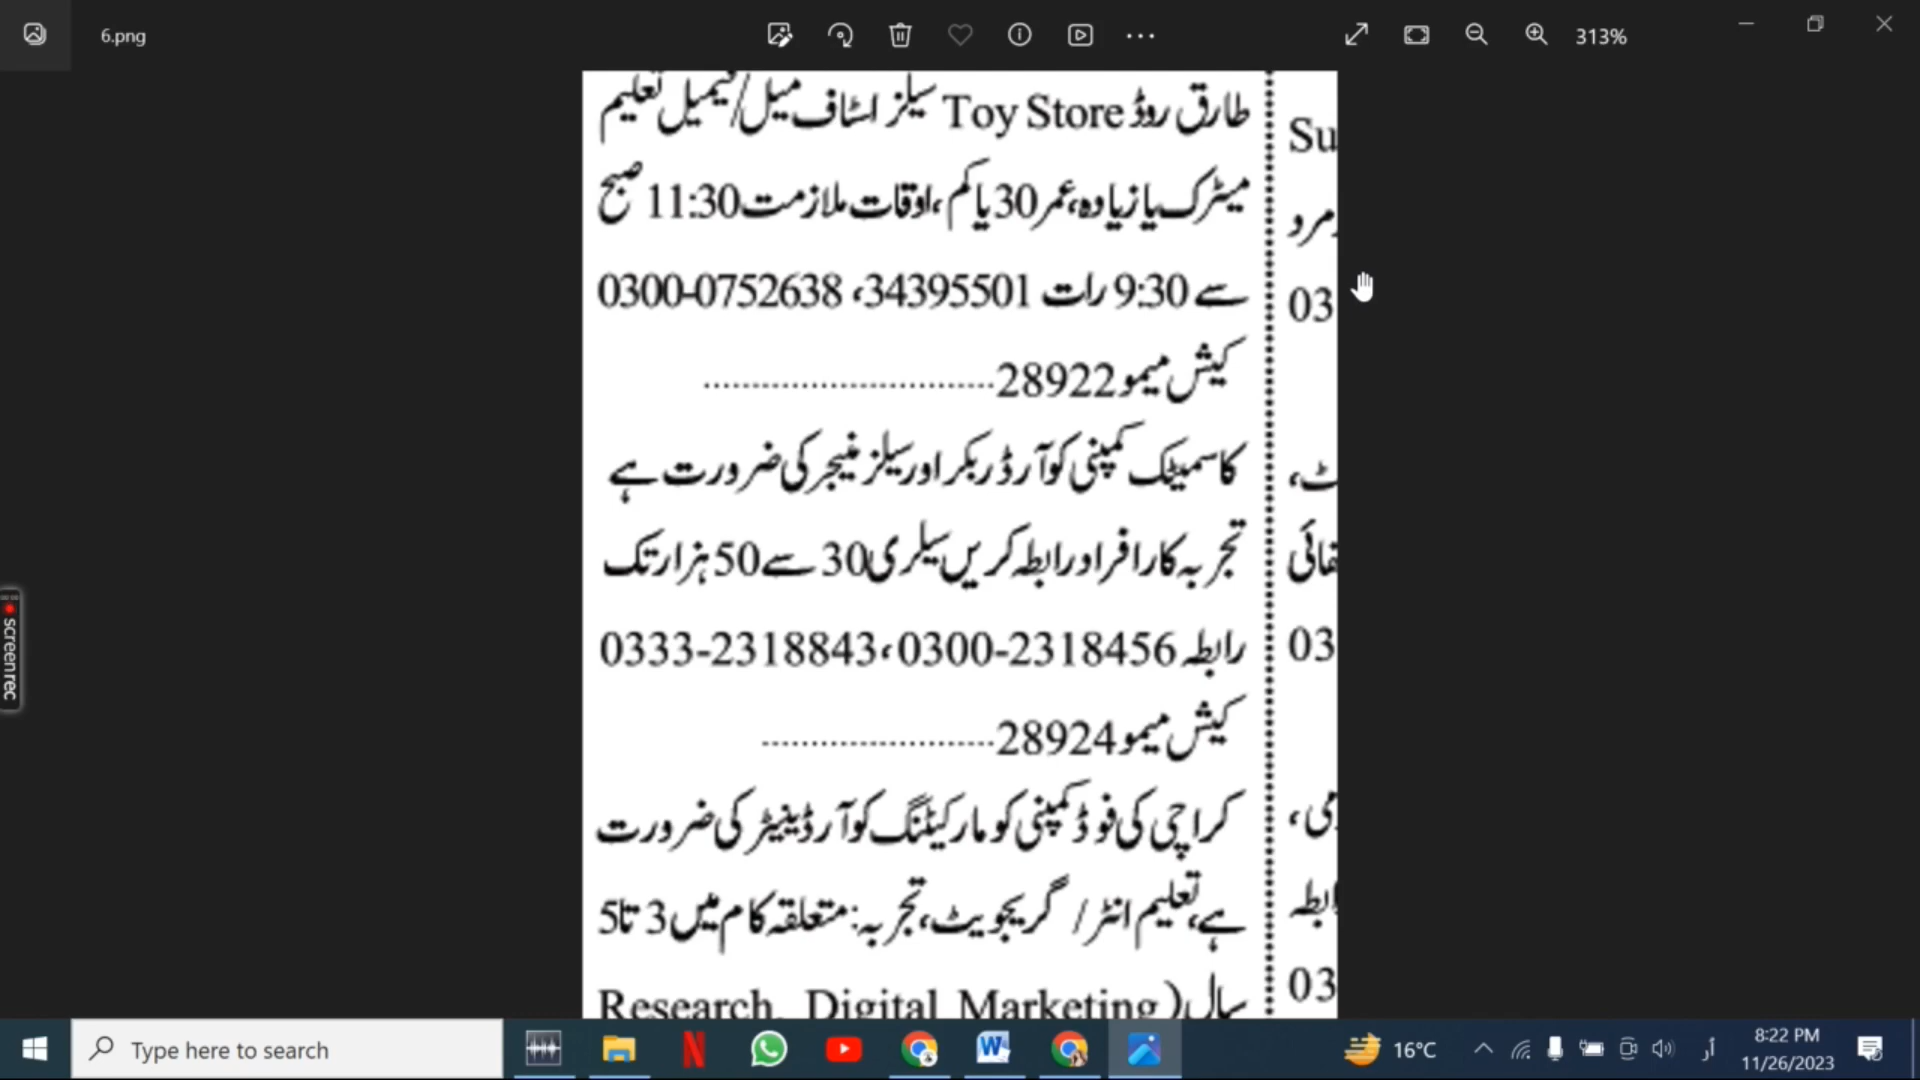 6.png
313%
طارق روڈ Toy Store سیلز اسٹاف میل/فیمیل تعلیم
میٹرک یا زیادہ، عمر 30 یا کم، اوقات ملازمت 11:30 صبح
سے 9:30 رات 34395501، 0300-0752638
کیش میمو 28922.............................
کاسمیٹک کمپنی کو آرڈر بکر اور سیلز منیجر کی ضرورت ہے
تجربہ کار افراد رابطہ کریں سیلری 30 سے 50 ہزار تک
رابطہ 0300-2318456، 0333-2318843
کیش میمو 28924.......................
کراچی کی فوڈ کمپنی کو مارکیٹنگ کوآرڈینیٹر کی ضرورت
ہے، تعلیم انٹر/ گریجویٹ، تجربہ: متعلقہ کام میں 3 تا 5
سال (Research, Digital Marketing
Su
03
03
رابطہ
03
screenrec
Type here to search
16°C
8:22 PM
11/26/2023